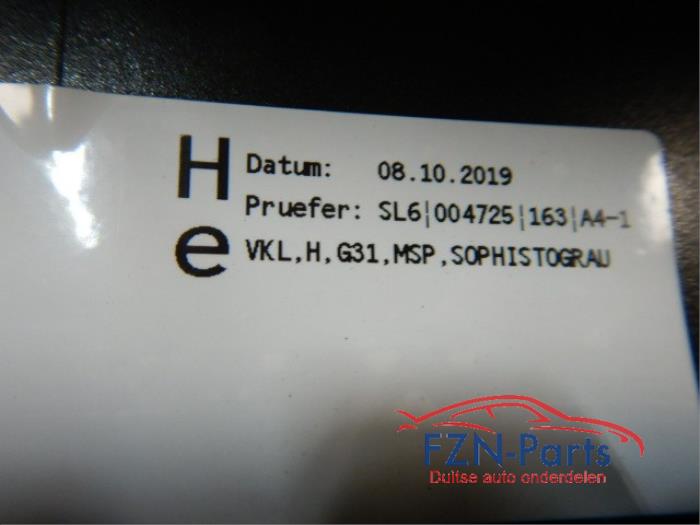 H
e
Datum: 08.10.2019
Pruefer: SL6|004725|163|A4-1
VKL,H,G31,MSP,SOPHISTOGRAU
FZN-Parts
Duitse auto onderdelen